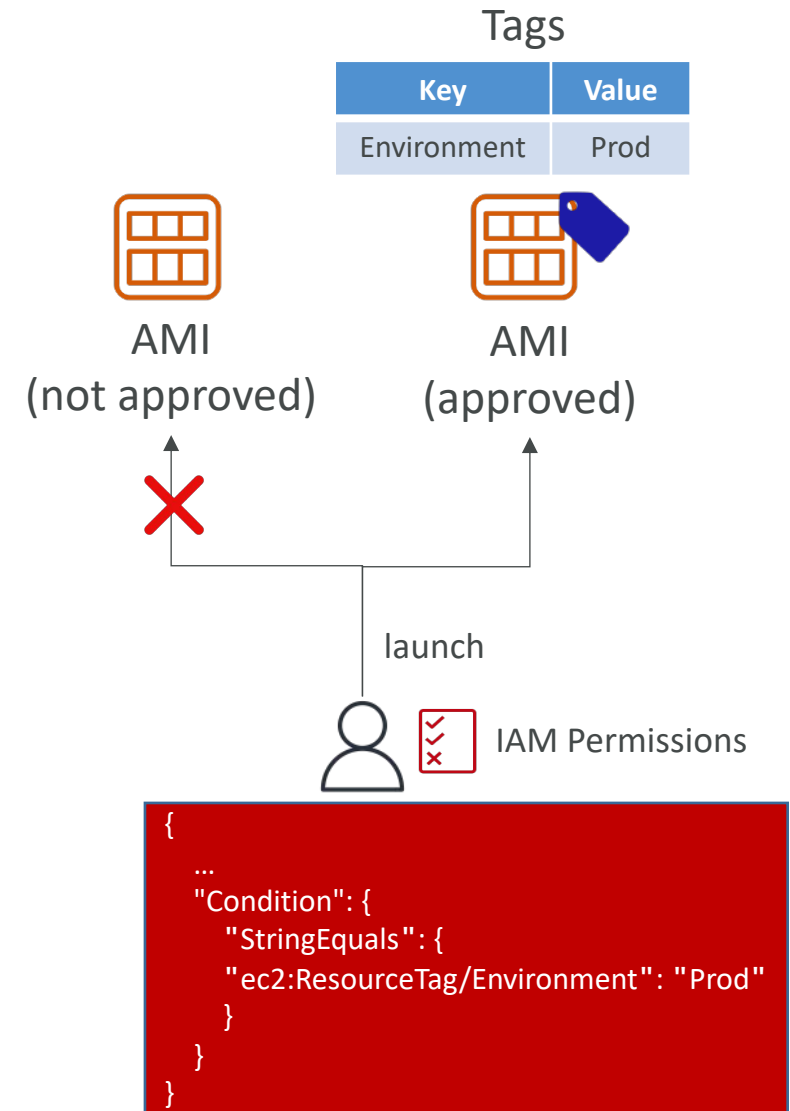 Tags
Key Value
Environment Prod
AMI
(not approved)
AMI
(approved)
launch
IAM Permissions
{
...
"Condition": {
"StringEquals": {
"ec2:ResourceTag/Environment": "Prod"
}
}
}